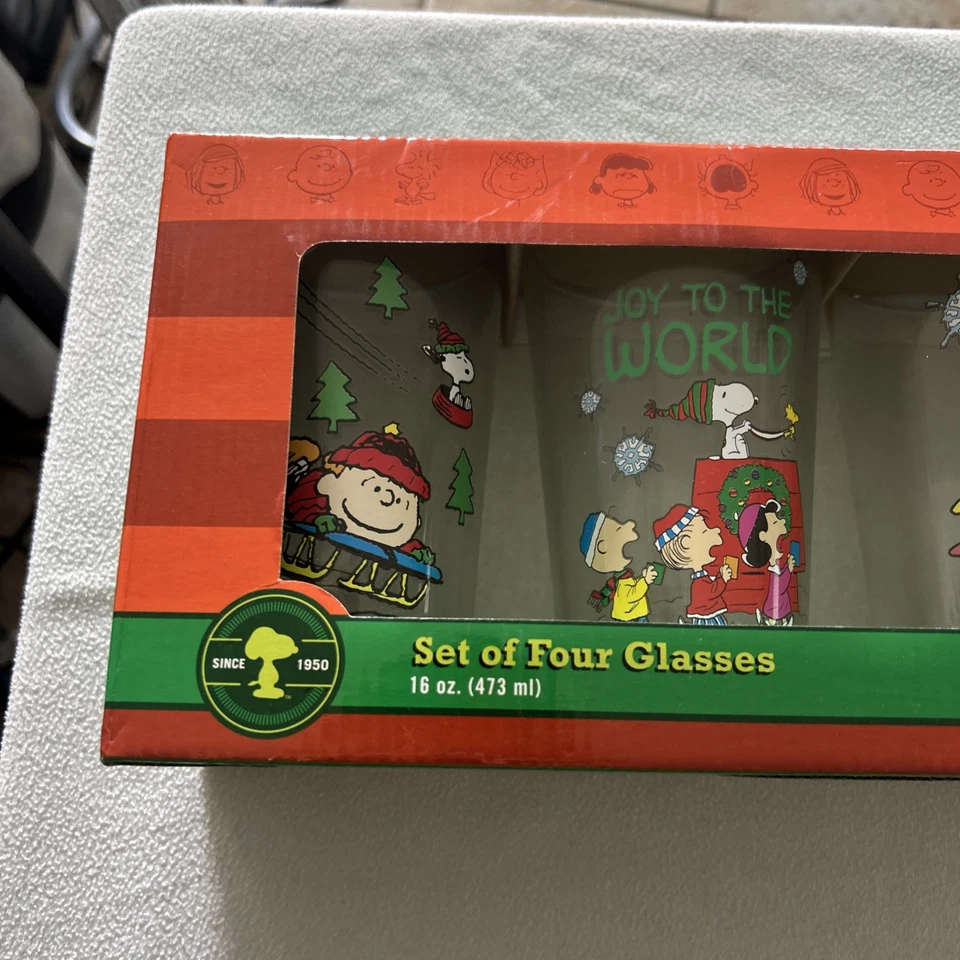 JOY TO THE
WORLD
SINCE 1950
Set of Four Glasses
16 oz. (473 ml)